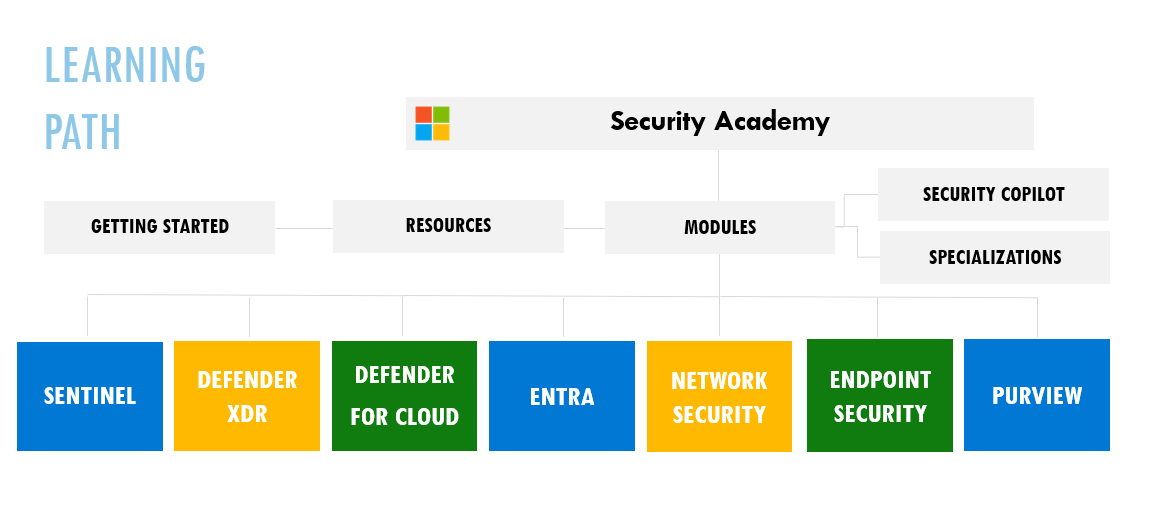 LEARNING
PATH
Security Academy
GETTING STARTED
RESOURCES
MODULES
SECURITY COPILOT
SPECIALIZATIONS
SENTINEL
DEFENDER
XDR
DEFENDER
FOR CLOUD
ENTRA
NETWORK
SECURITY
ENDPOINT
SECURITY
PURVIEW